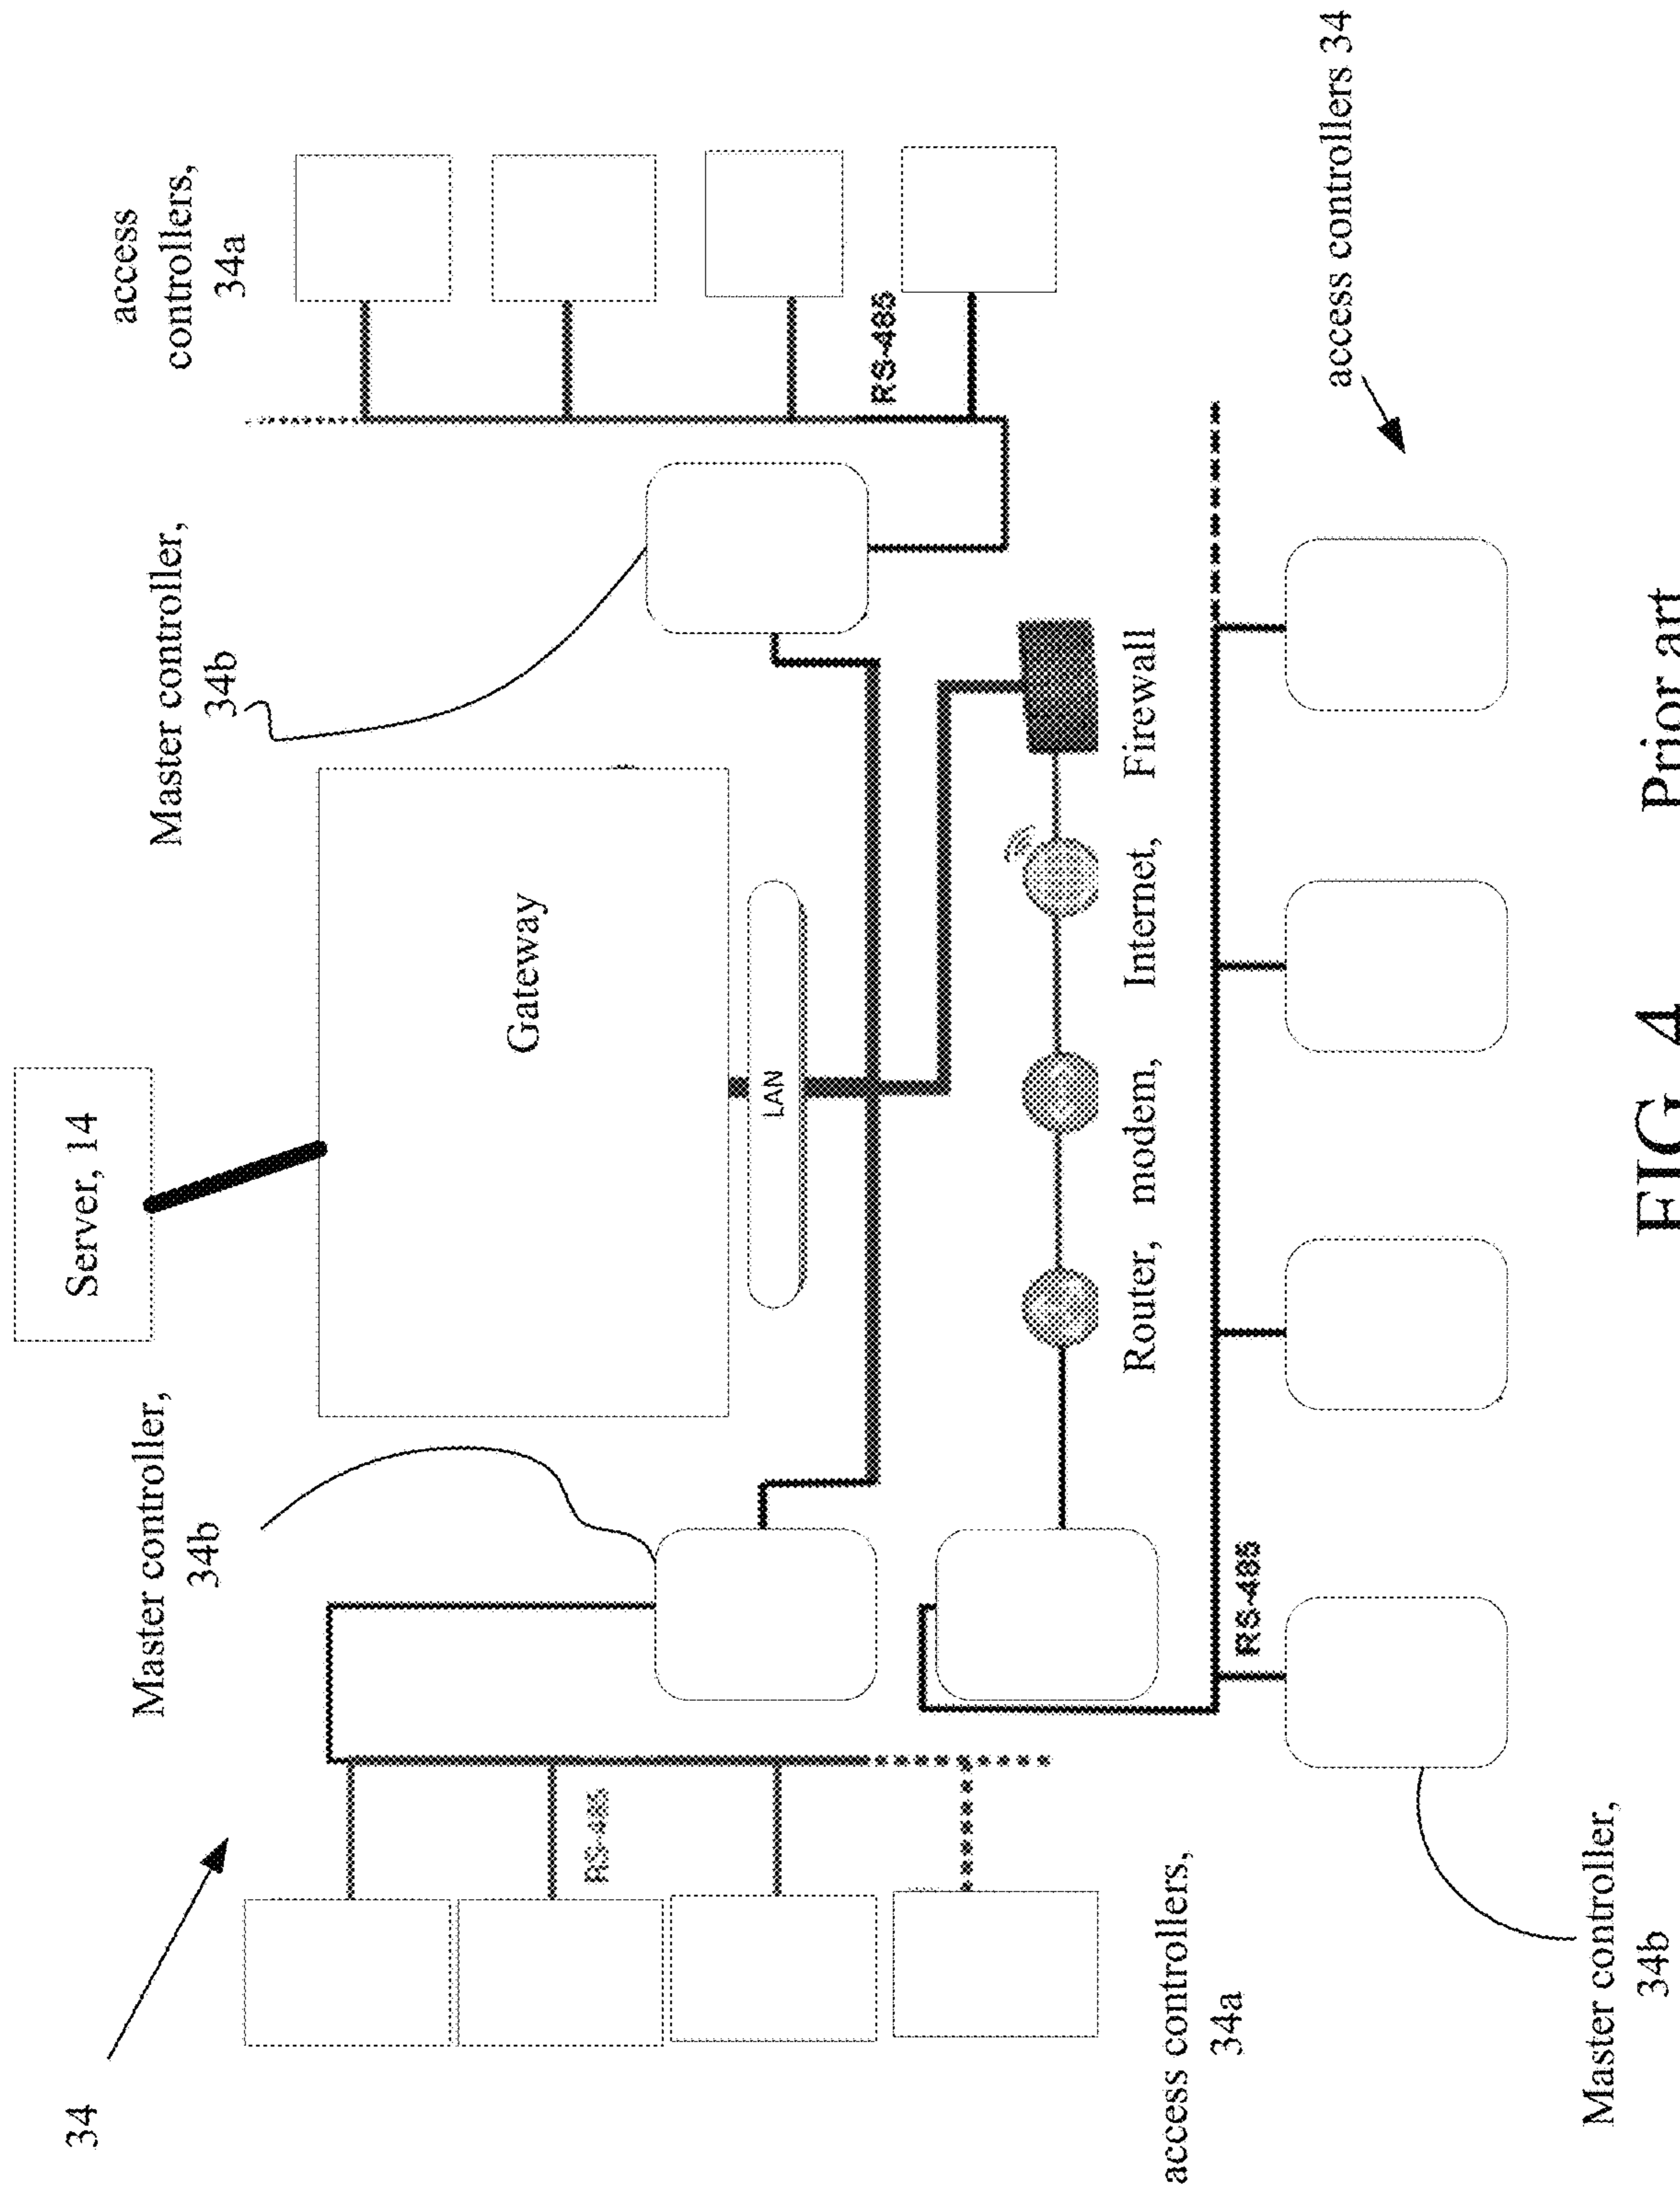 34
Master controller,
34b
Server, 14
Master controller,
34b
access
controllers,
34a
Gateway
LAN
RS-485
RS-485
Router, modem, Internet, Firewall
access controllers,
34a
RS-485
access controllers 34
Master controller,
34b
FIG. 4
Prior art